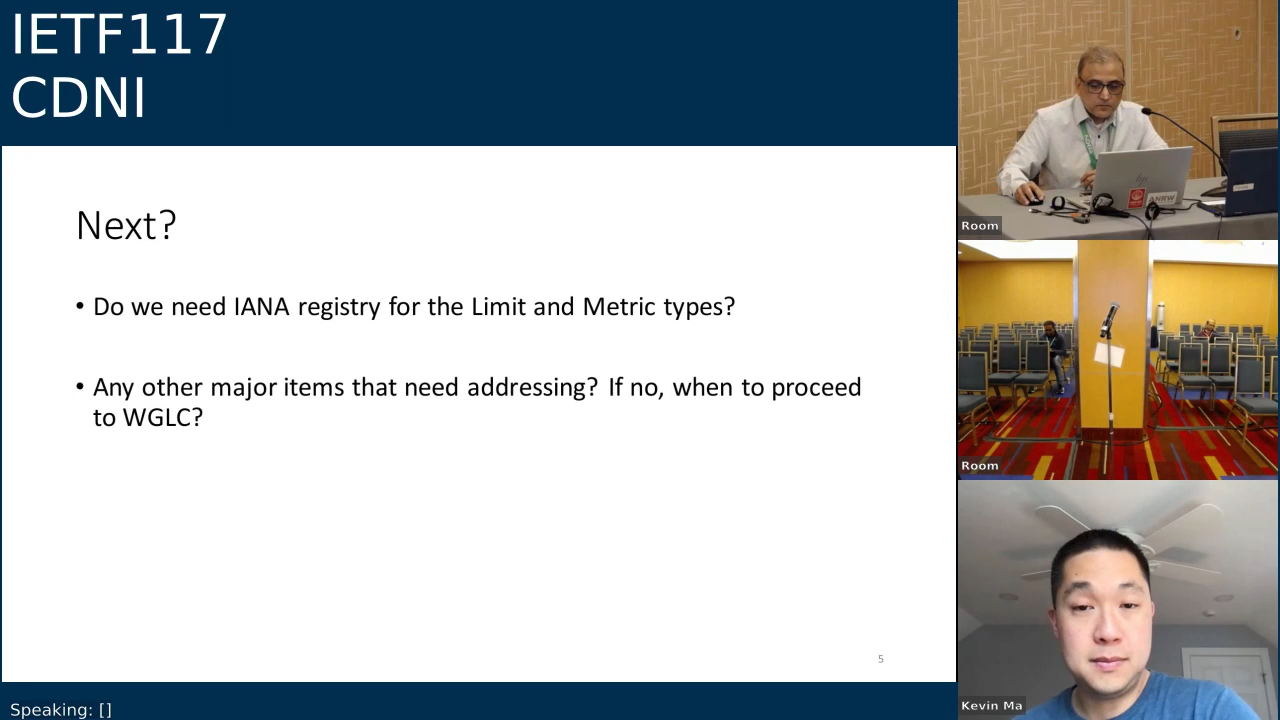 IETF117
CDNI
Next?
• Do we need IANA registry for the Limit and Metric types?
• Any other major items that need addressing? If no, when to proceed
to WGLC?
5
Speaking: []
Room
hp
Room
Kevin Ma